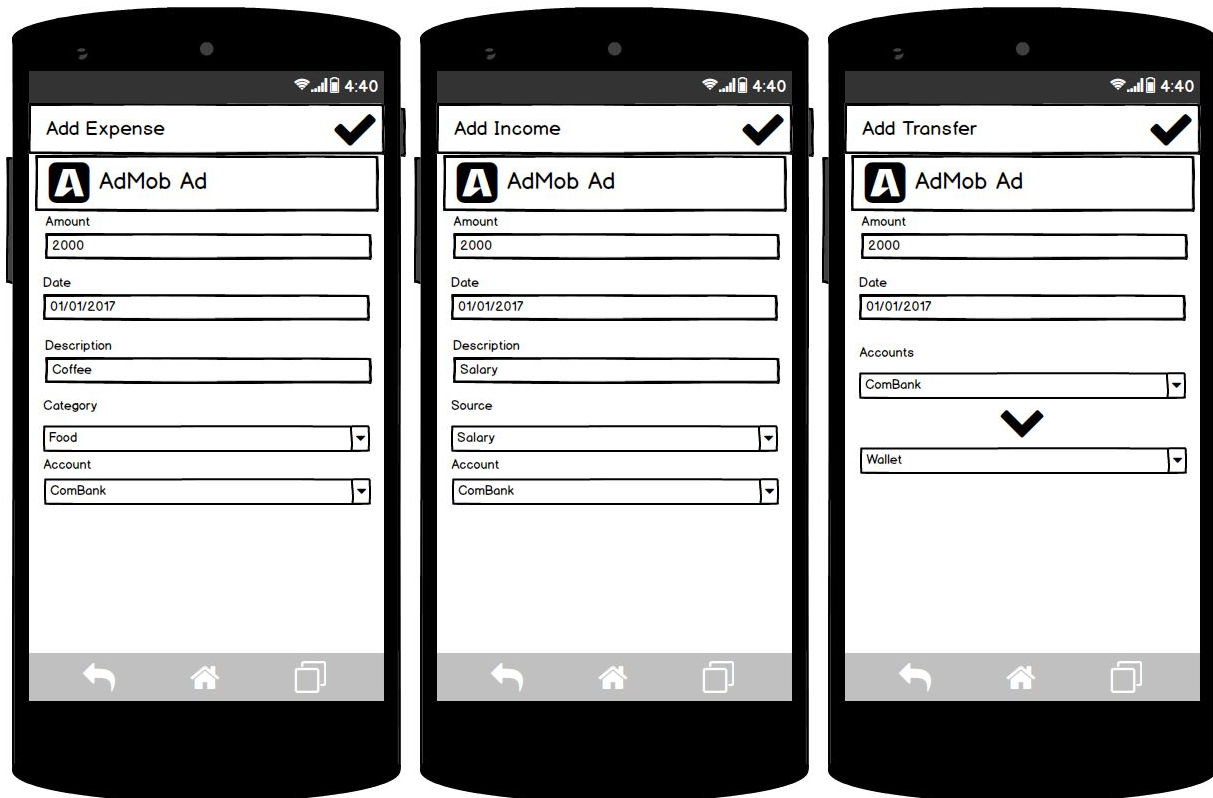 4:40
Add Expense
A AdMob Ad
Amount
2000
Date
01/01/2017
Description
Coffee
Category
Food
Account
ComBank
4:40
Add Income
A AdMob Ad
Amount
2000
Date
01/01/2017
Description
Salary
Source
Salary
Account
ComBank
4:40
Add Transfer
A AdMob Ad
Amount
2000
Date
01/01/2017
Accounts
ComBank
Wallet